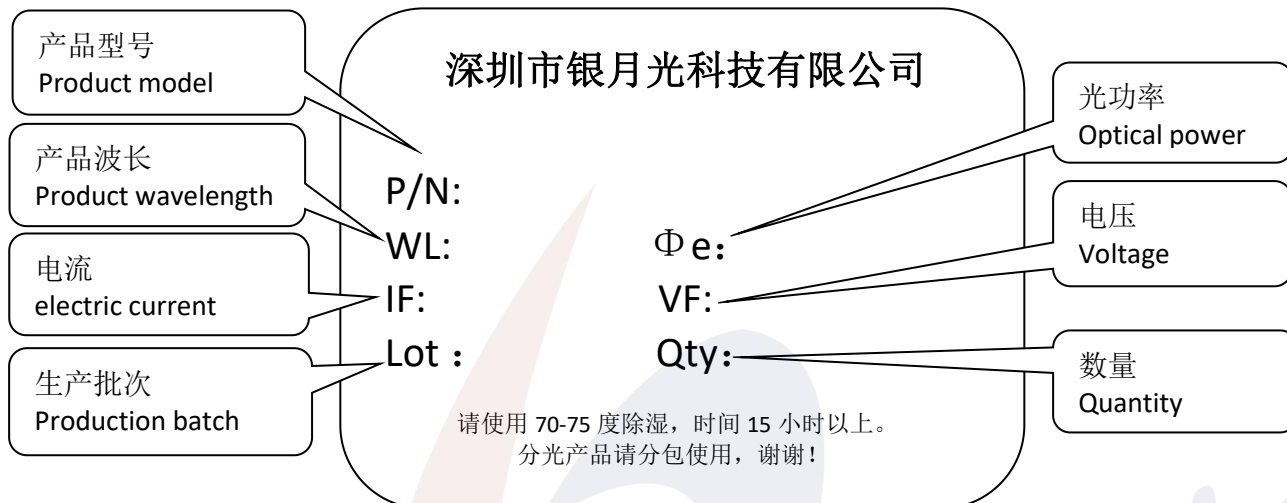 产品型号
Product model
深圳市银月光科技有限公司
光功率
Optical power
产品波长
Product wavelength
P/N:
WL:
Φe：
电压
Voltage
电流
electric current
IF:
VF:
Lot：
Qty：
生产批次
Production batch
数量
Quantity
请使用 70-75 度除湿，时间 15 小时以上。
分光产品请分包使用，谢谢！